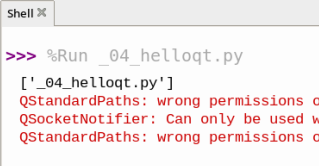 Shell
>>> %Run _04_helloqt.py
['_04_helloqt.py']
QStandardPaths: wrong permissions o
QSocketNotifier: Can only be used w
QStandardPaths: wrong permissions o